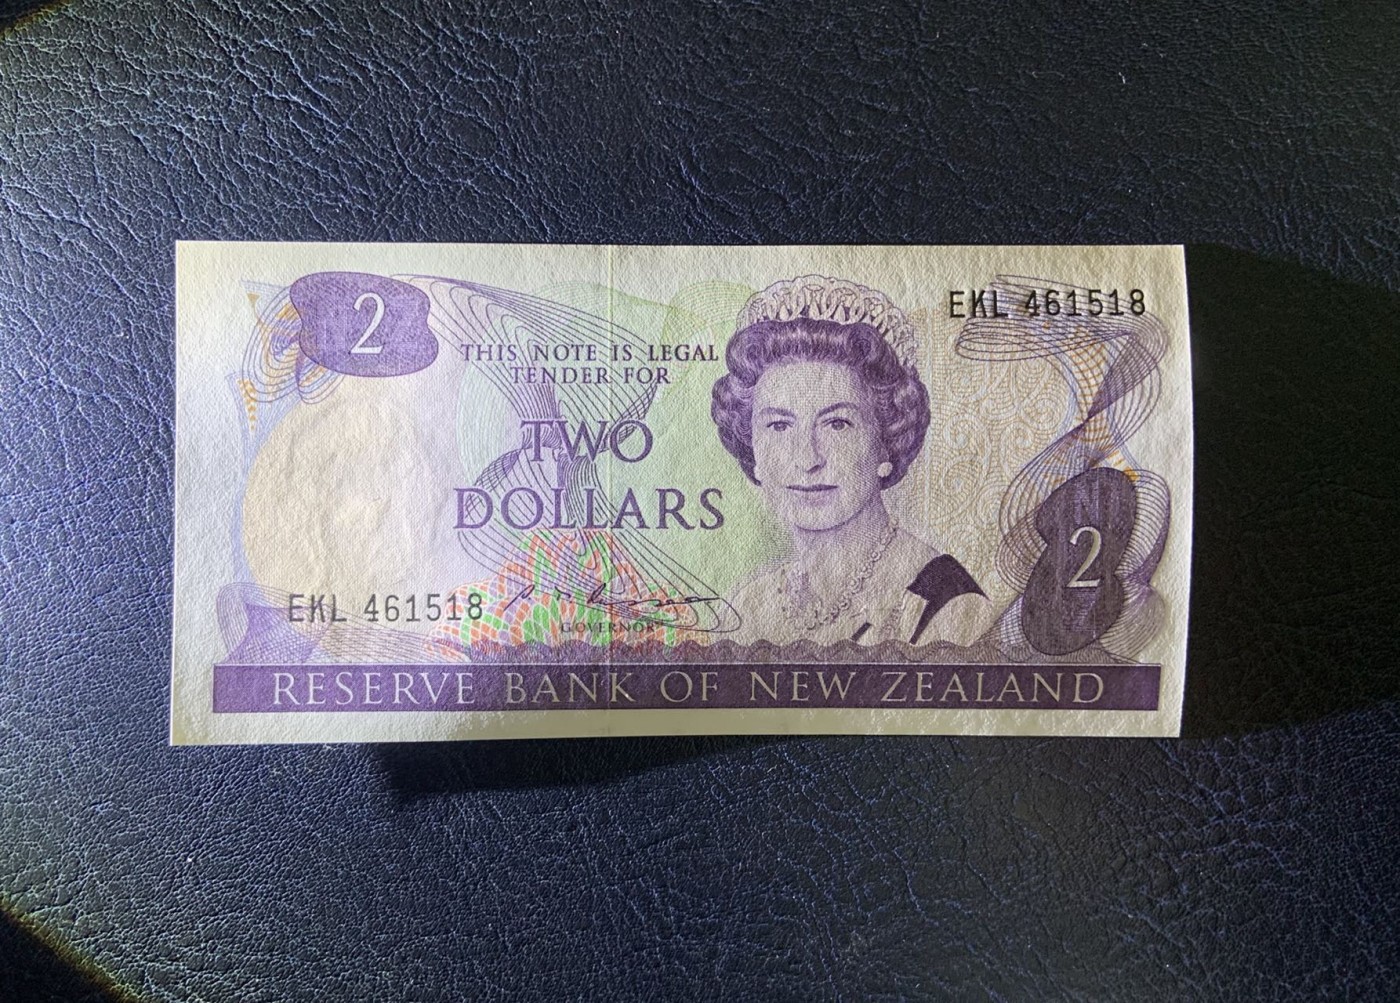 2
EKL 461518
THIS NOTE IS LEGAL
TENDER FOR
TWO
DOLLARS
2
EKL 461518
GOVERNOR
RESERVE BANK OF NEW ZEALAND